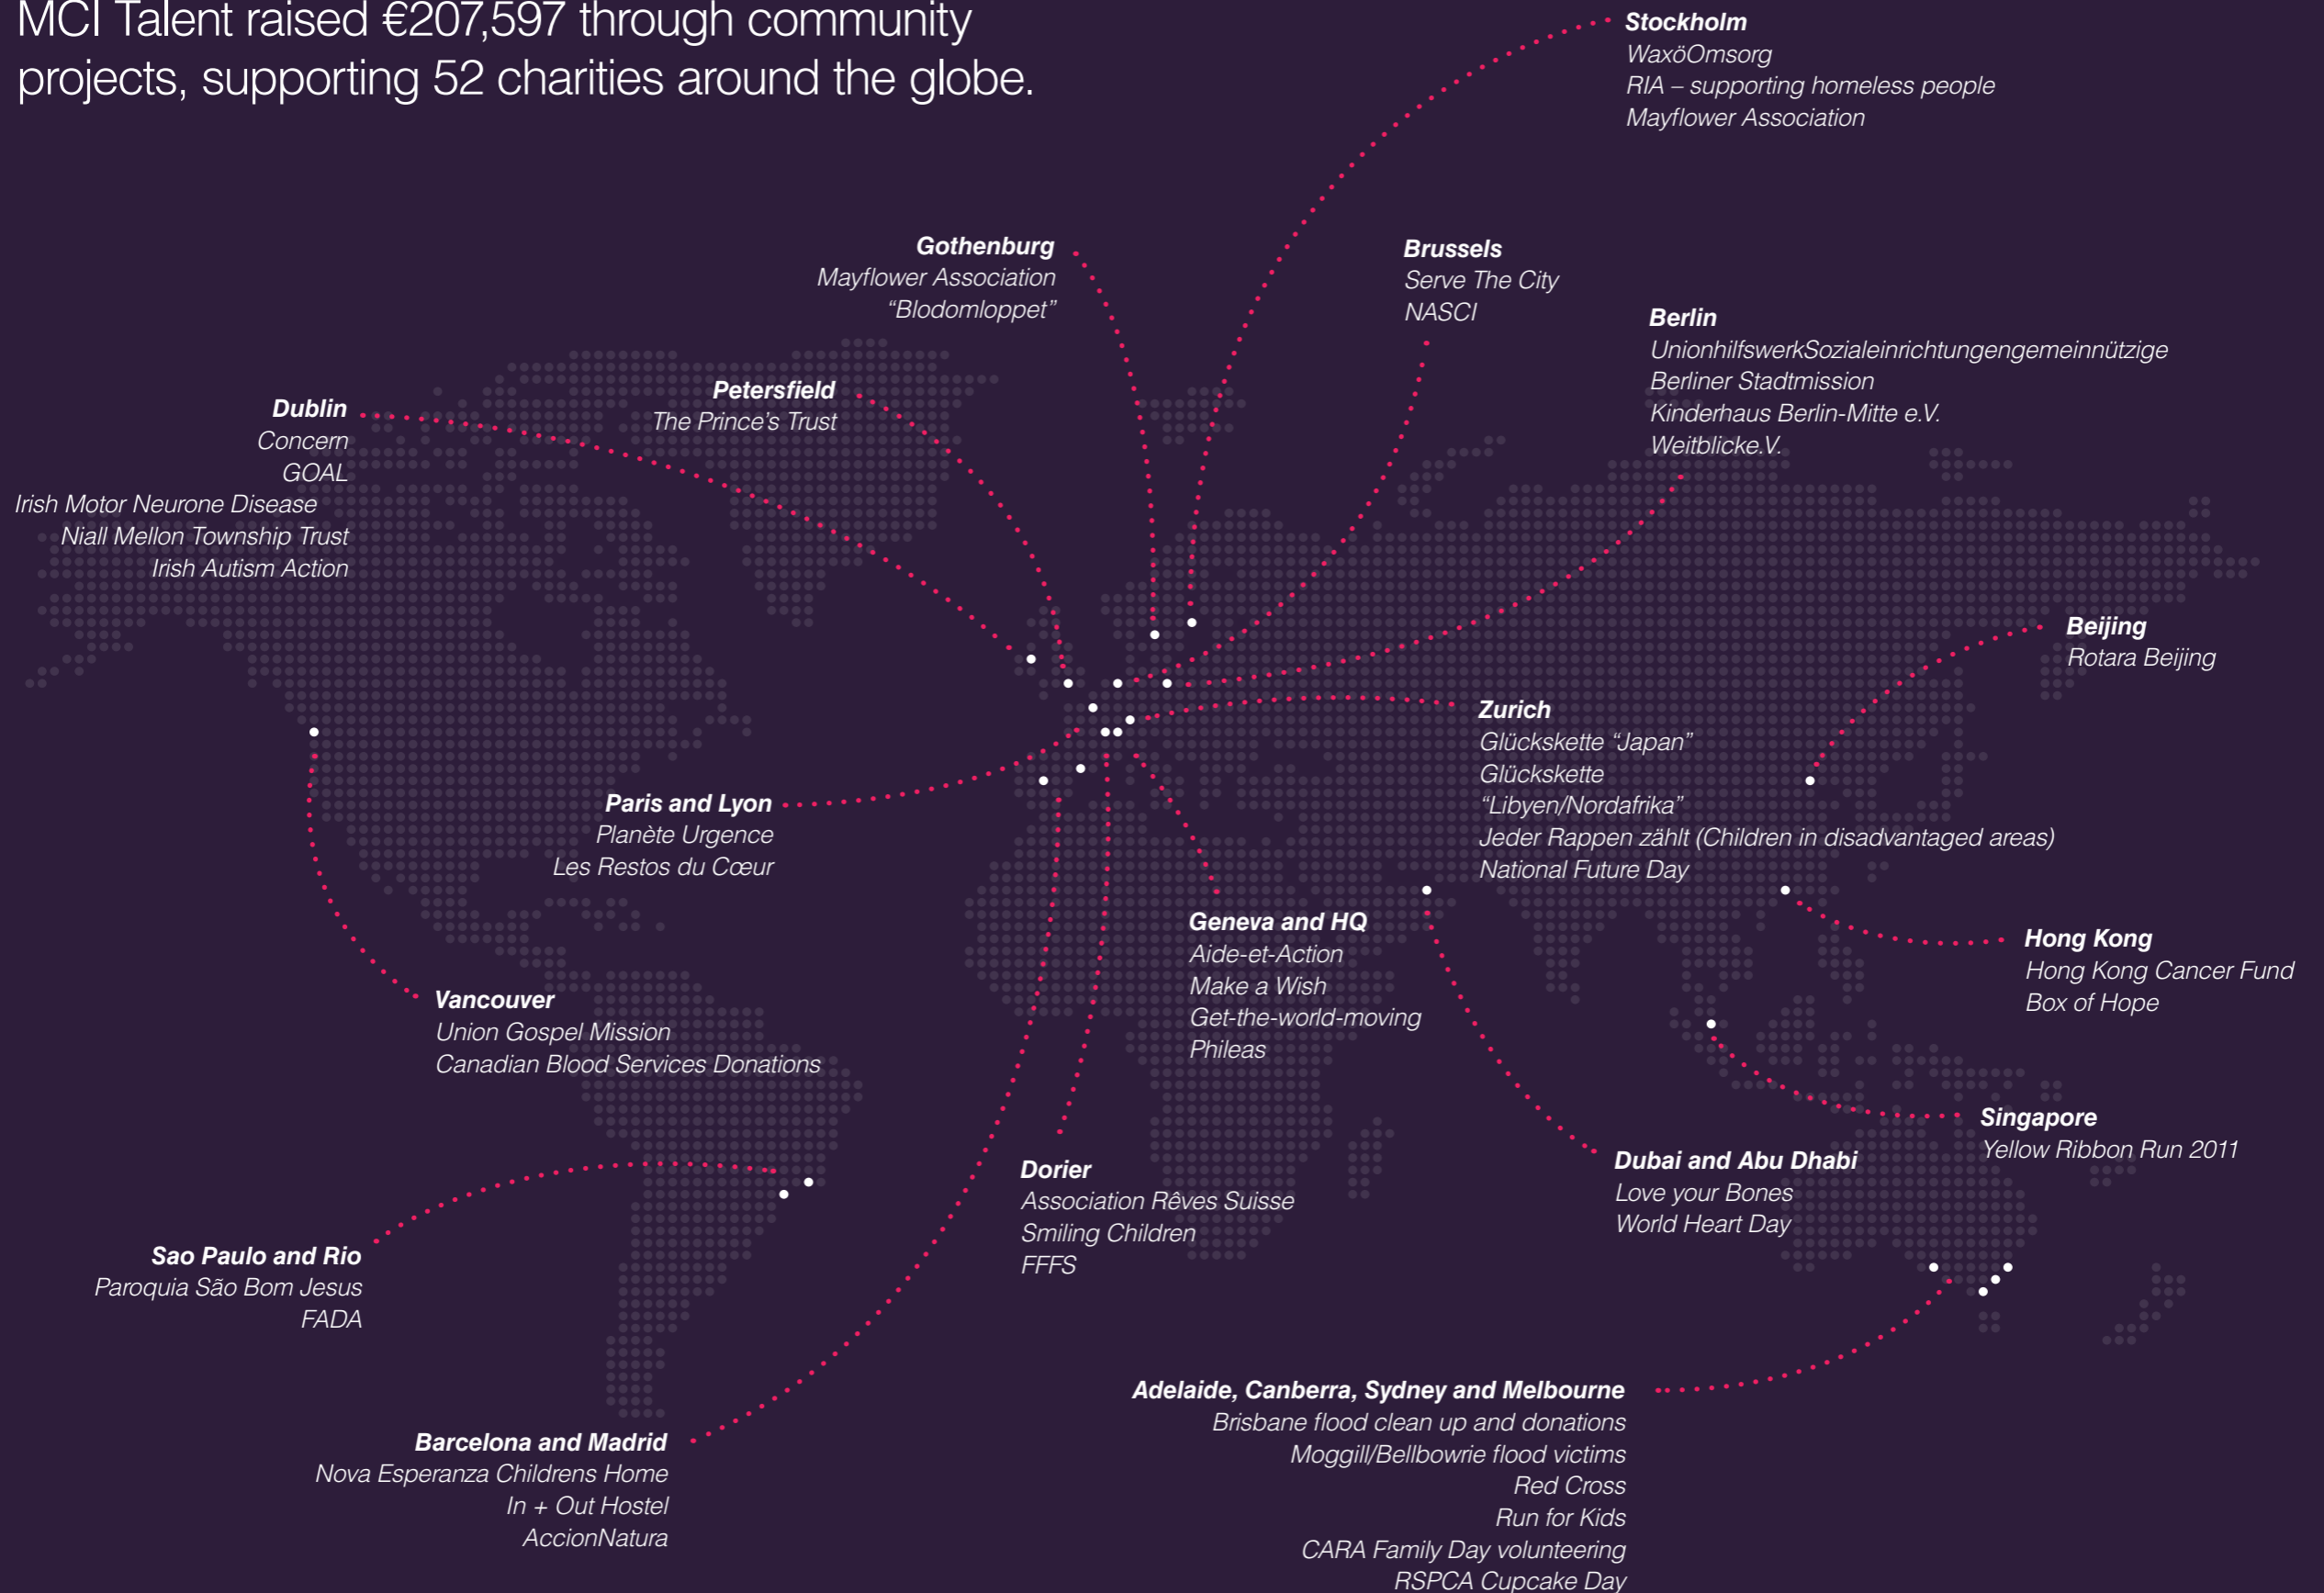 MCI Talent raised €207,597 through community
projects, supporting 52 charities around the globe.
Stockholm
WaxöOmsorg
RIA – supporting homeless people
Mayflower Association
Gothenburg
Mayflower Association
“Blodomloppet”
Brussels
Serve The City
NASCI
Berlin
UnionhilfswerkSozialeinrichtungengemeinnützige
Berliner Stadtmission
Kinderhaus Berlin-Mitte e.V.
Weitblicke.V.
Petersfield
The Prince’s Trust
Dublin
Concern
GOAL
Irish Motor Neurone Disease
Niall Mellon Township Trust
Irish Autism Action
Beijing
Rotara Beijing
Zurich
Glückskette “Japan”
Glückskette
“Libyen/Nordafrika”
Jeder Rappen zählt (Children in disadvantaged areas)
National Future Day
Paris and Lyon
Planète Urgence
Les Restos du Cœur
Geneva and HQ
Aide-et-Action
Make a Wish
Get-the-world-moving
Phileas
Hong Kong
Hong Kong Cancer Fund
Box of Hope
Vancouver
Union Gospel Mission
Canadian Blood Services Donations
Singapore
Yellow Ribbon Run 2011
Dubai and Abu Dhabi
Love your Bones
World Heart Day
Dorier
Association Rêves Suisse
Smiling Children
FFFS
Sao Paulo and Rio
Paroquia São Bom Jesus
FADA
Adelaide, Canberra, Sydney and Melbourne
Brisbane flood clean up and donations
Moggill/Bellbowrie flood victims
Red Cross
Run for Kids
CARA Family Day volunteering
RSPCA Cupcake Day
Barcelona and Madrid
Nova Esperanza Childrens Home
In + Out Hostel
AccionNatura